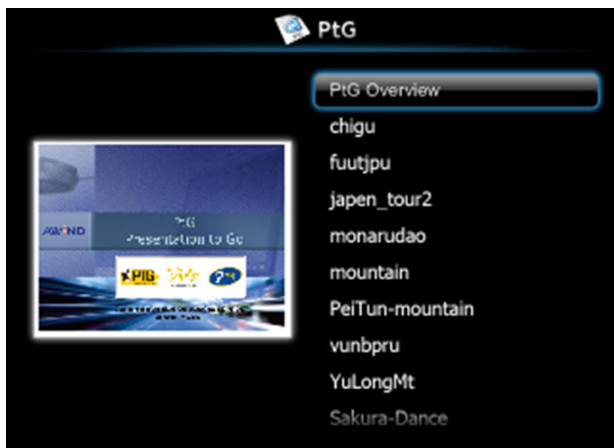 PtG
PtG Overview
chigu
fuutjpu
japen_tour2
monarudao
mountain
PeiTun-mountain
vunbpru
YuLongMt
Sakura-Dance
AWIND
PtG
Presentation to Go
PtG